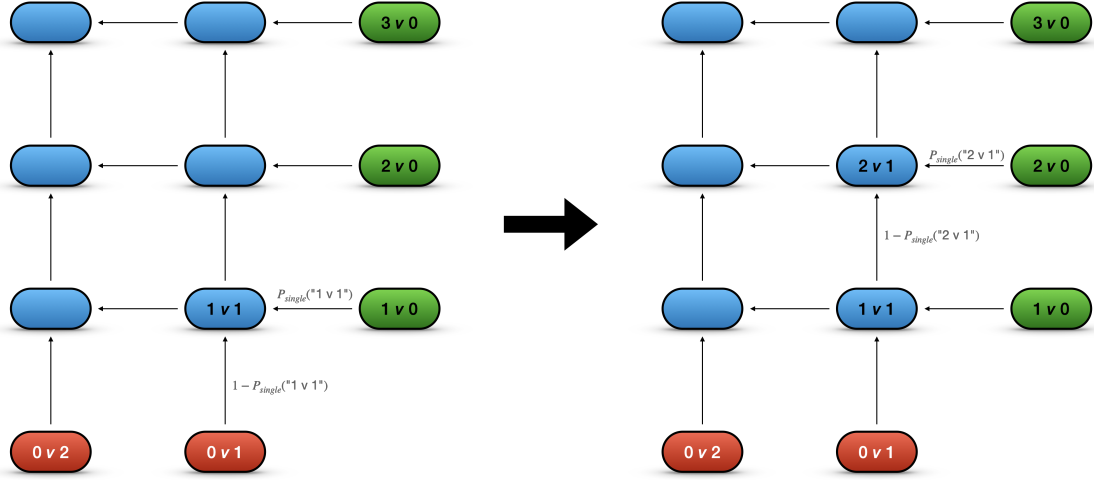 3 v 0
3 v 0
2 v 0
2 v 1
P_single("2 v 1")
2 v 0
1 − P_single("2 v 1")
1 v 1
P_single("1 v 1")
1 v 0
1 v 1
1 v 0
1 − P_single("1 v 1")
0 v 2
0 v 1
0 v 2
0 v 1